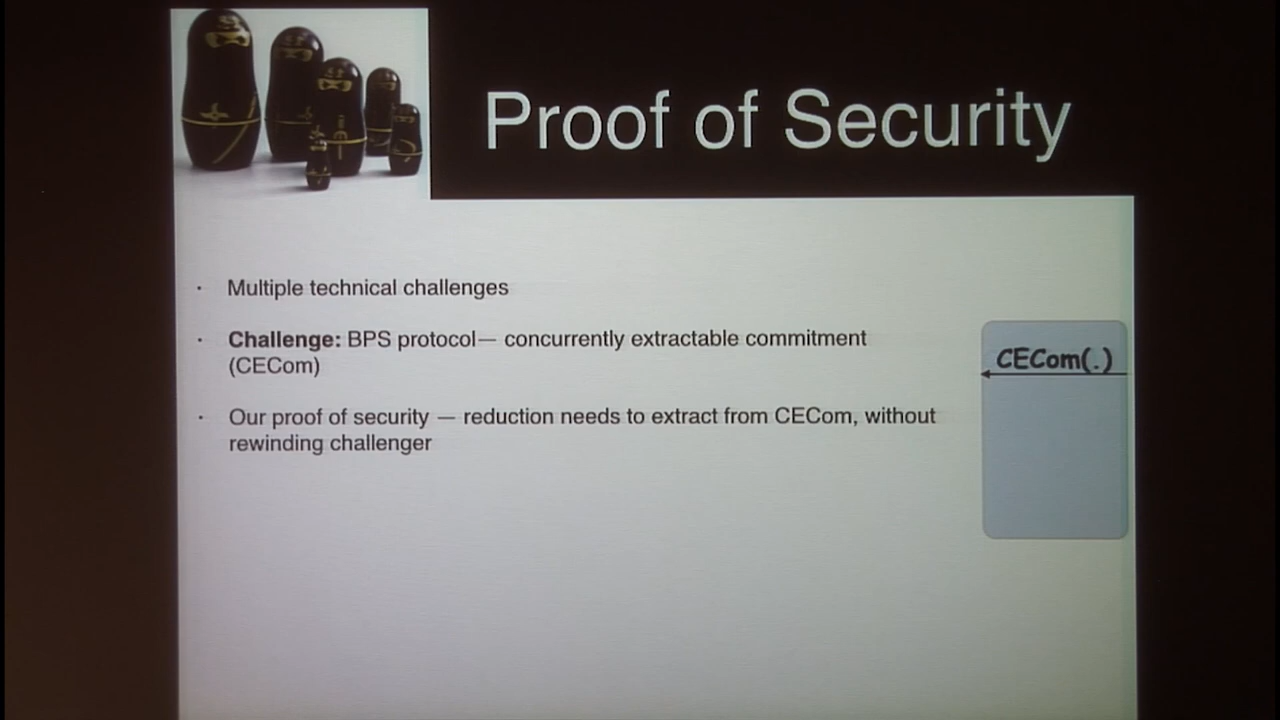 Proof of Security
· Multiple technical challenges
· Challenge: BPS protocol— concurrently extractable commitment
(CECom)
CECom(.)
· Our proof of security — reduction needs to extract from CECom, without
rewinding challenger